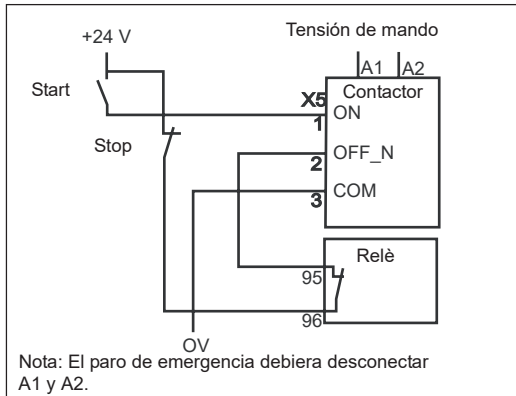 Tensión de mando
+24 V
A1 A2
Start
Contactor
X5
1 ON
Stop
2 OFF_N
3 COM
Relè
95
96
OV
Nota: El paro de emergencia debiera desconectar
A1 y A2.